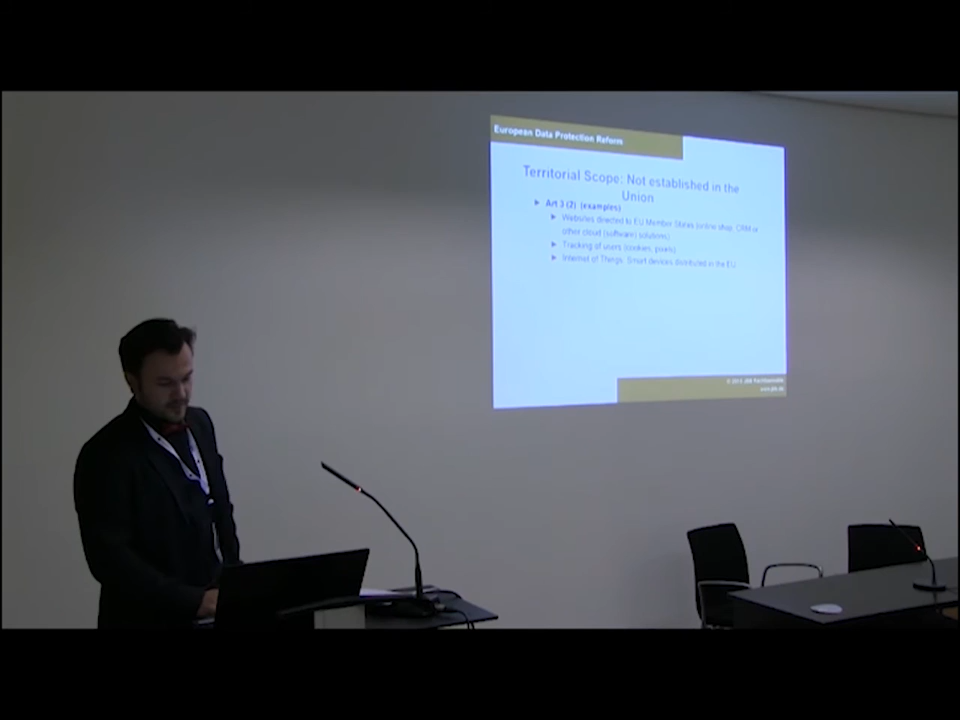 European Data Protection Reform
Territorial Scope: Not established in the
Union
Art 3 (2) (examples)
Websites directed to EU Member States (online shop, CRM or
other cloud (software) solutions)
Tracking of users (cookies, pixels)
Internet of Things: Smart devices distributed in the EU